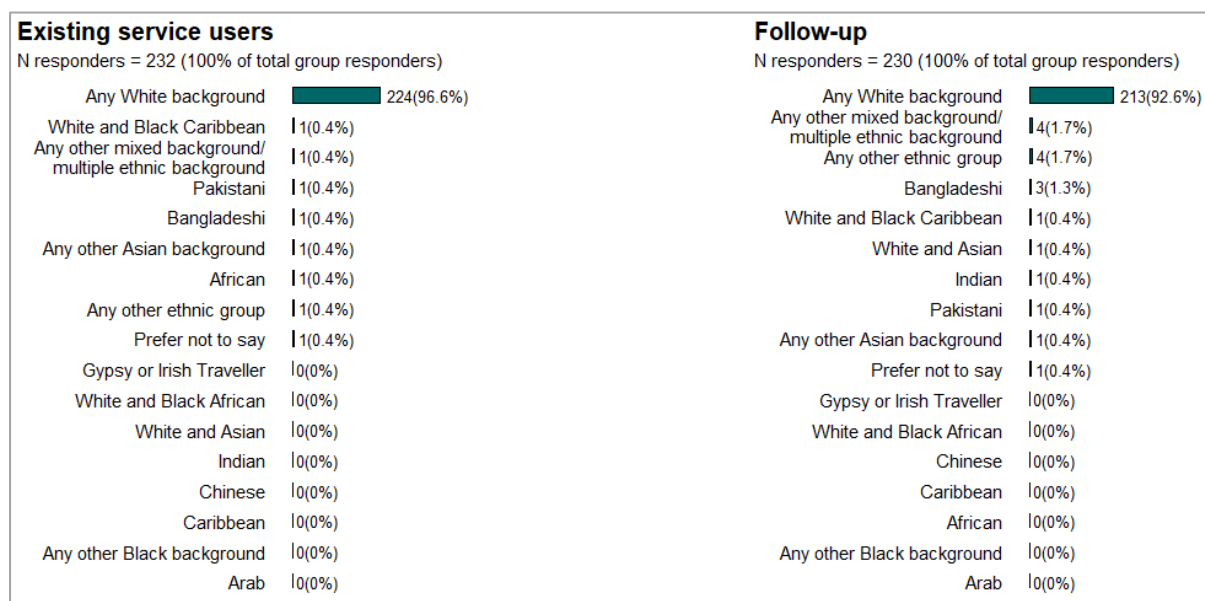 Existing service users
N responders = 232 (100% of total group responders)
Any White background 224(96.6%)
White and Black Caribbean 1(0.4%)
Any other mixed background/
multiple ethnic background 1(0.4%)
Pakistani 1(0.4%)
Bangladeshi 1(0.4%)
Any other Asian background 1(0.4%)
African 1(0.4%)
Any other ethnic group 1(0.4%)
Prefer not to say 1(0.4%)
Gypsy or Irish Traveller 0(0%)
White and Black African 0(0%)
White and Asian 0(0%)
Indian 0(0%)
Chinese 0(0%)
Caribbean 0(0%)
Any other Black background 0(0%)
Arab 0(0%)
Follow-up
N responders = 230 (100% of total group responders)
Any White background 213(92.6%)
Any other mixed background/
multiple ethnic background 4(1.7%)
Any other ethnic group 4(1.7%)
Bangladeshi 3(1.3%)
White and Black Caribbean 1(0.4%)
White and Asian 1(0.4%)
Indian 1(0.4%)
Pakistani 1(0.4%)
Any other Asian background 1(0.4%)
Prefer not to say 1(0.4%)
Gypsy or Irish Traveller 0(0%)
White and Black African 0(0%)
Chinese 0(0%)
Caribbean 0(0%)
African 0(0%)
Any other Black background 0(0%)
Arab 0(0%)